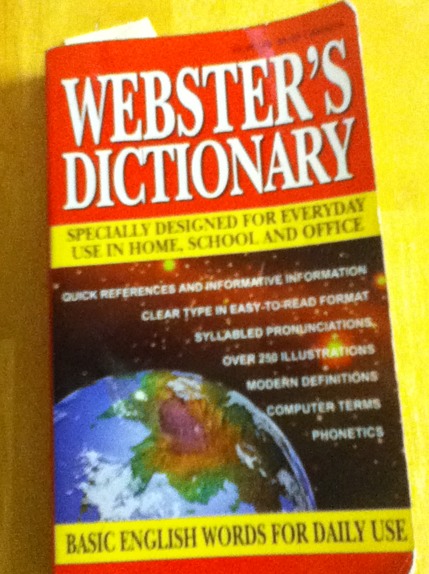 WEBSTER'S
DICTIONARY
SPECIALLY DESIGNED FOR EVERYDAY
USE IN HOME, SCHOOL AND OFFICE
QUICK REFERENCES AND INFORMATIVE INFORMATION
CLEAR TYPE IN EASY-TO-READ FORMAT
SYLLABLED PRONUNCIATIONS
OVER 250 ILLUSTRATIONS
MODERN DEFINITIONS
COMPUTER TERMS
PHONETICS
BASIC ENGLISH WORDS FOR DAILY USE